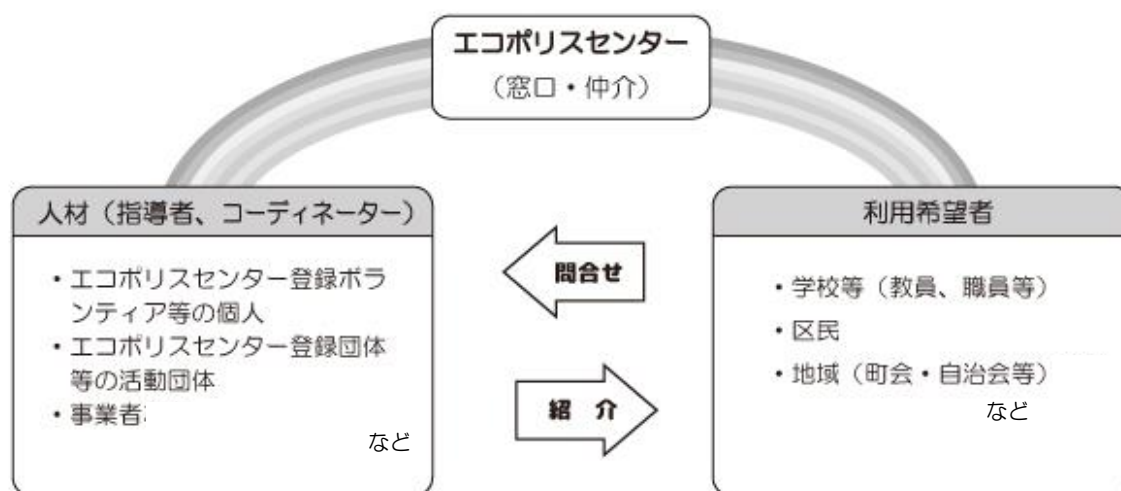 エコポリスセンター
（窓口・仲介）
人材（指導者、コーディネーター）
・エコポリスセンター登録ボラ
ンティア等の個人
・エコポリスセンター登録団体
等の活動団体
・事業者
など
問合せ
紹 介
利用希望者
・学校等（教員、職員等）
・区民
・地域（町会・自治会等）
など